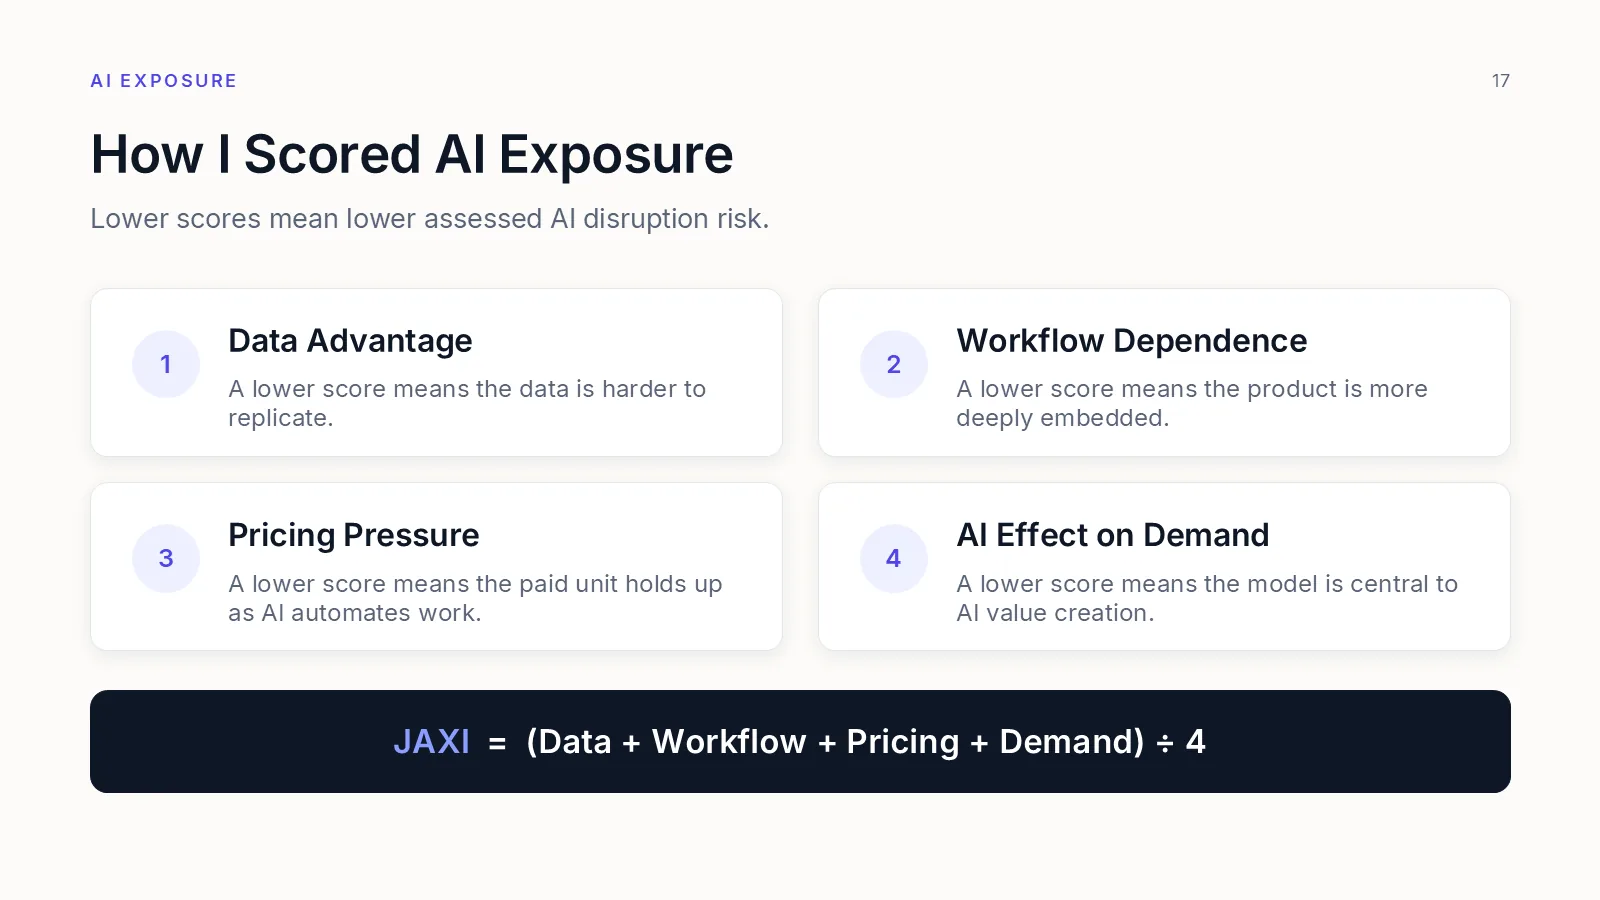 AI EXPOSURE
17
How I Scored AI Exposure
Lower scores mean lower assessed AI disruption risk.
1
Data Advantage
A lower score means the data is harder to
replicate.
2
Workflow Dependence
A lower score means the product is more
deeply embedded.
3
Pricing Pressure
A lower score means the paid unit holds up
as AI automates work.
4
AI Effect on Demand
A lower score means the model is central to
AI value creation.
JAXI = (Data + Workflow + Pricing + Demand) ÷ 4